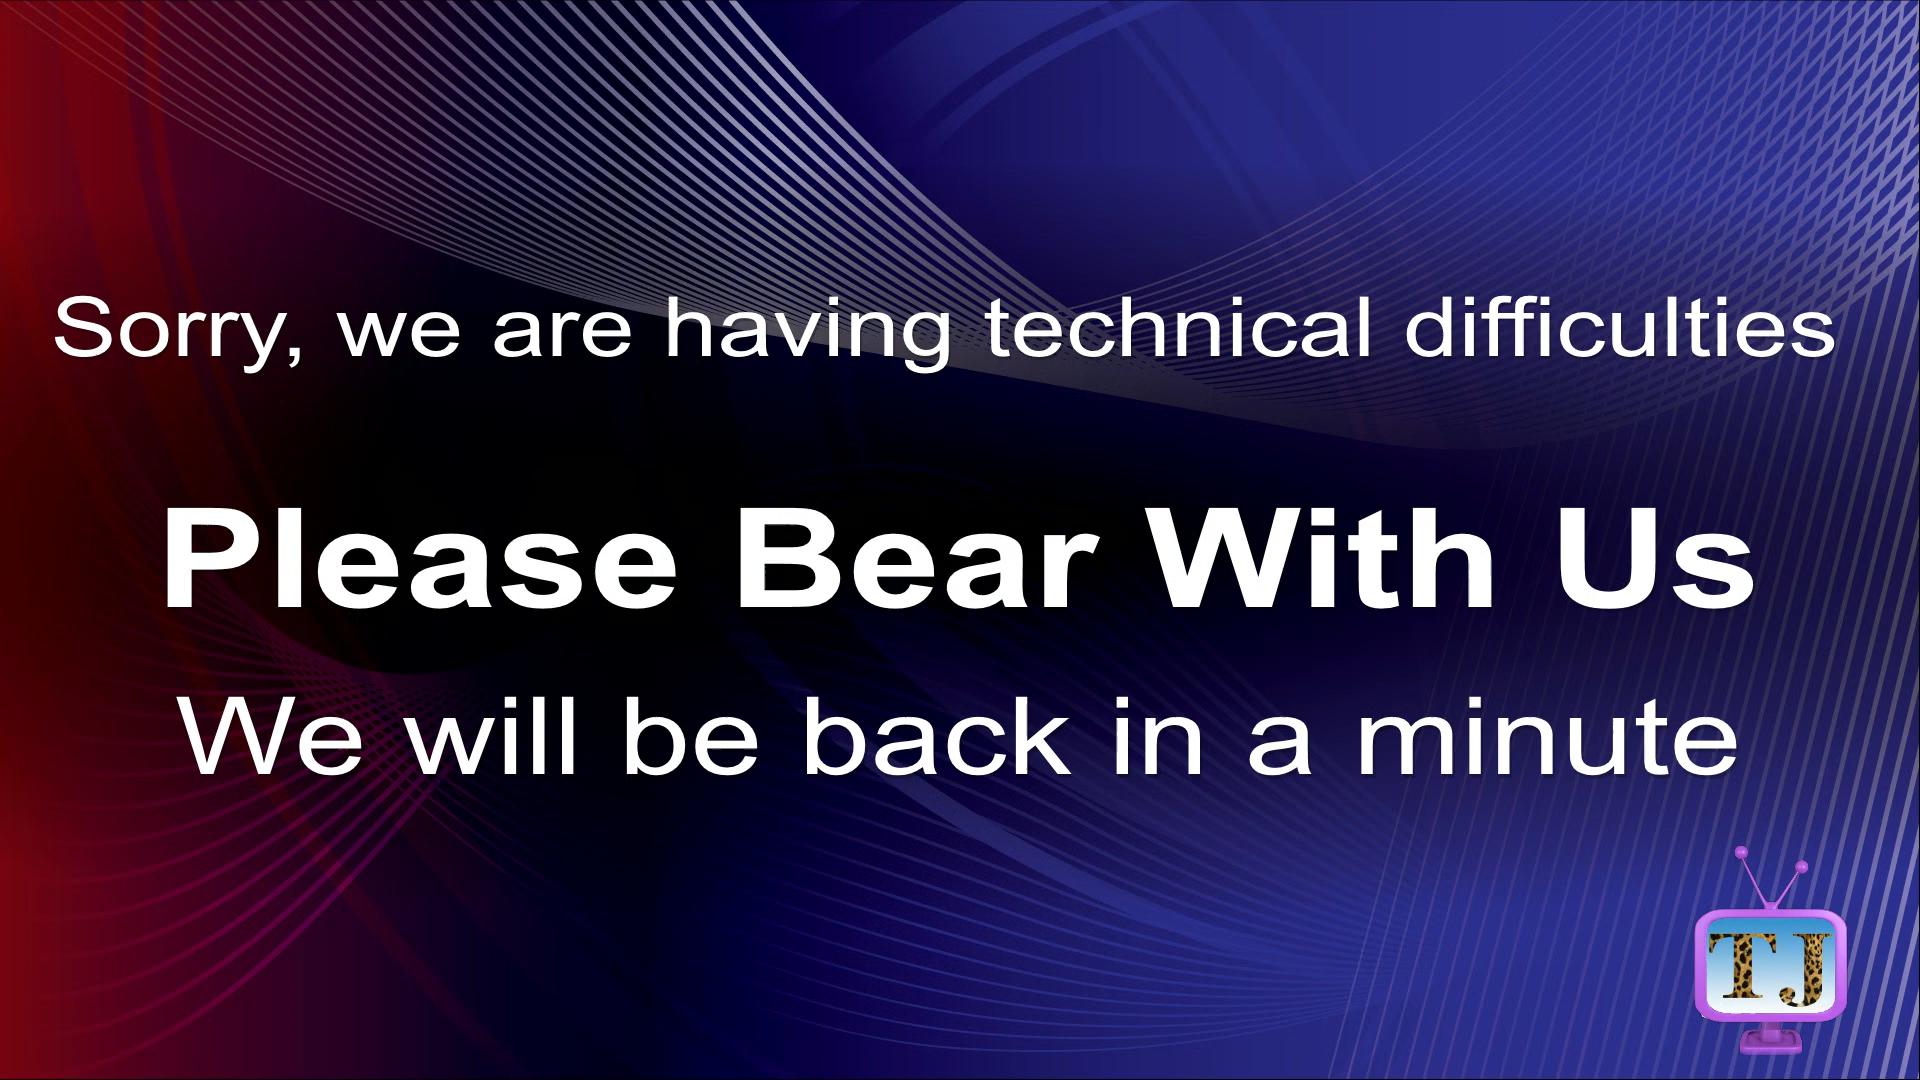 Sorry, we are having technical difficulties
Please Bear With Us
We will be back in a minute
TJ